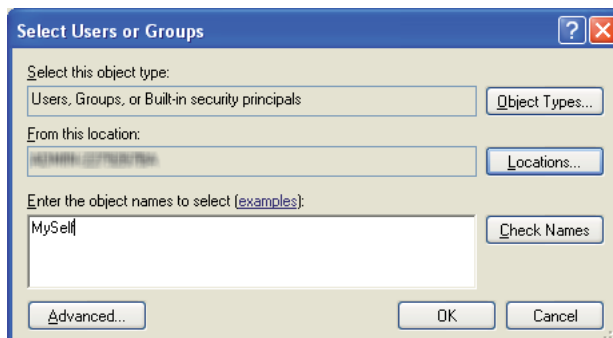 Select Users or Groups
Select this object type:
Users, Groups, or Built-in security principals
Object Types...
From this location:
Locations...
Enter the object names to select (examples):
MySelf
Check Names
Advanced...
OK
Cancel